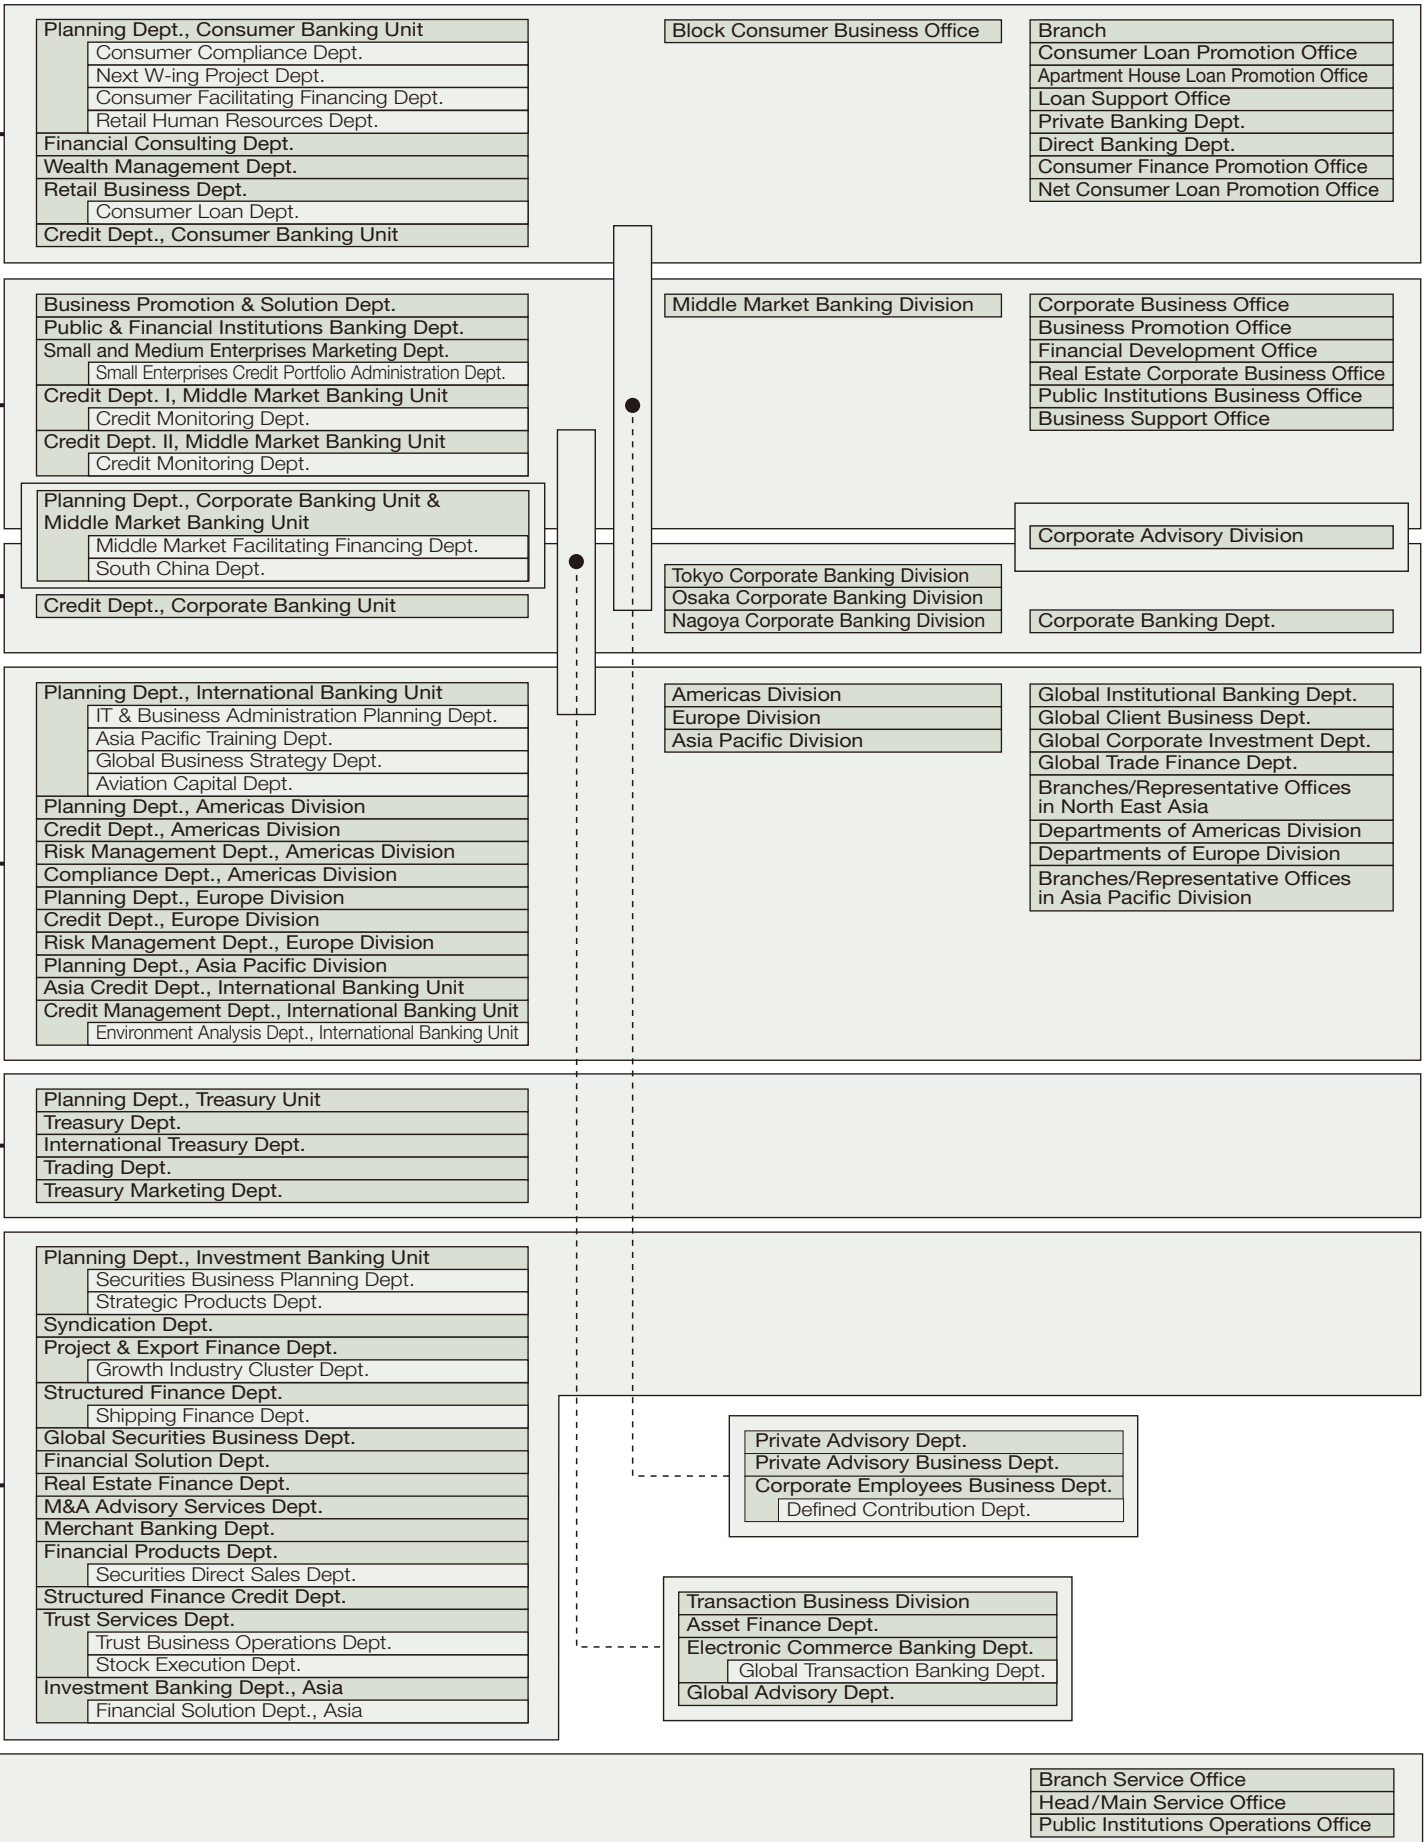 Planning Dept., Consumer Banking Unit
Consumer Compliance Dept.
Next W-ing Project Dept.
Consumer Facilitating Financing Dept.
Retail Human Resources Dept.
Financial Consulting Dept.
Wealth Management Dept.
Retail Business Dept.
Consumer Loan Dept.
Credit Dept., Consumer Banking Unit
Block Consumer Business Office
Branch
Consumer Loan Promotion Office
Apartment House Loan Promotion Office
Loan Support Office
Private Banking Dept.
Direct Banking Dept.
Consumer Finance Promotion Office
Net Consumer Loan Promotion Office
Business Promotion & Solution Dept.
Public & Financial Institutions Banking Dept.
Small and Medium Enterprises Marketing Dept.
Small Enterprises Credit Portfolio Administration Dept.
Credit Dept. I, Middle Market Banking Unit
Credit Monitoring Dept.
Credit Dept. II, Middle Market Banking Unit
Credit Monitoring Dept.
Middle Market Banking Division
Corporate Business Office
Business Promotion Office
Financial Development Office
Real Estate Corporate Business Office
Public Institutions Business Office
Business Support Office
Planning Dept., Corporate Banking Unit &
Middle Market Banking Unit
Middle Market Facilitating Financing Dept.
South China Dept.
Corporate Advisory Division
Credit Dept., Corporate Banking Unit
Tokyo Corporate Banking Division
Osaka Corporate Banking Division
Nagoya Corporate Banking Division
Corporate Banking Dept.
Planning Dept., International Banking Unit
IT & Business Administration Planning Dept.
Asia Pacific Training Dept.
Global Business Strategy Dept.
Aviation Capital Dept.
Planning Dept., Americas Division
Credit Dept., Americas Division
Risk Management Dept., Americas Division
Compliance Dept., Americas Division
Planning Dept., Europe Division
Credit Dept., Europe Division
Risk Management Dept., Europe Division
Planning Dept., Asia Pacific Division
Asia Credit Dept., International Banking Unit
Credit Management Dept., International Banking Unit
Environment Analysis Dept., International Banking Unit
Americas Division
Europe Division
Asia Pacific Division
Global Institutional Banking Dept.
Global Client Business Dept.
Global Corporate Investment Dept.
Global Trade Finance Dept.
Branches/Representative Offices
in North East Asia
Departments of Americas Division
Departments of Europe Division
Branches/Representative Offices
in Asia Pacific Division
Planning Dept., Treasury Unit
Treasury Dept.
International Treasury Dept.
Trading Dept.
Treasury Marketing Dept.
Planning Dept., Investment Banking Unit
Securities Business Planning Dept.
Strategic Products Dept.
Syndication Dept.
Project & Export Finance Dept.
Growth Industry Cluster Dept.
Structured Finance Dept.
Shipping Finance Dept.
Global Securities Business Dept.
Financial Solution Dept.
Real Estate Finance Dept.
M&A Advisory Services Dept.
Merchant Banking Dept.
Financial Products Dept.
Securities Direct Sales Dept.
Structured Finance Credit Dept.
Trust Services Dept.
Trust Business Operations Dept.
Stock Execution Dept.
Investment Banking Dept., Asia
Financial Solution Dept., Asia
Private Advisory Dept.
Private Advisory Business Dept.
Corporate Employees Business Dept.
Defined Contribution Dept.
Transaction Business Division
Asset Finance Dept.
Electronic Commerce Banking Dept.
Global Transaction Banking Dept.
Global Advisory Dept.
Branch Service Office
Head/Main Service Office
Public Institutions Operations Office